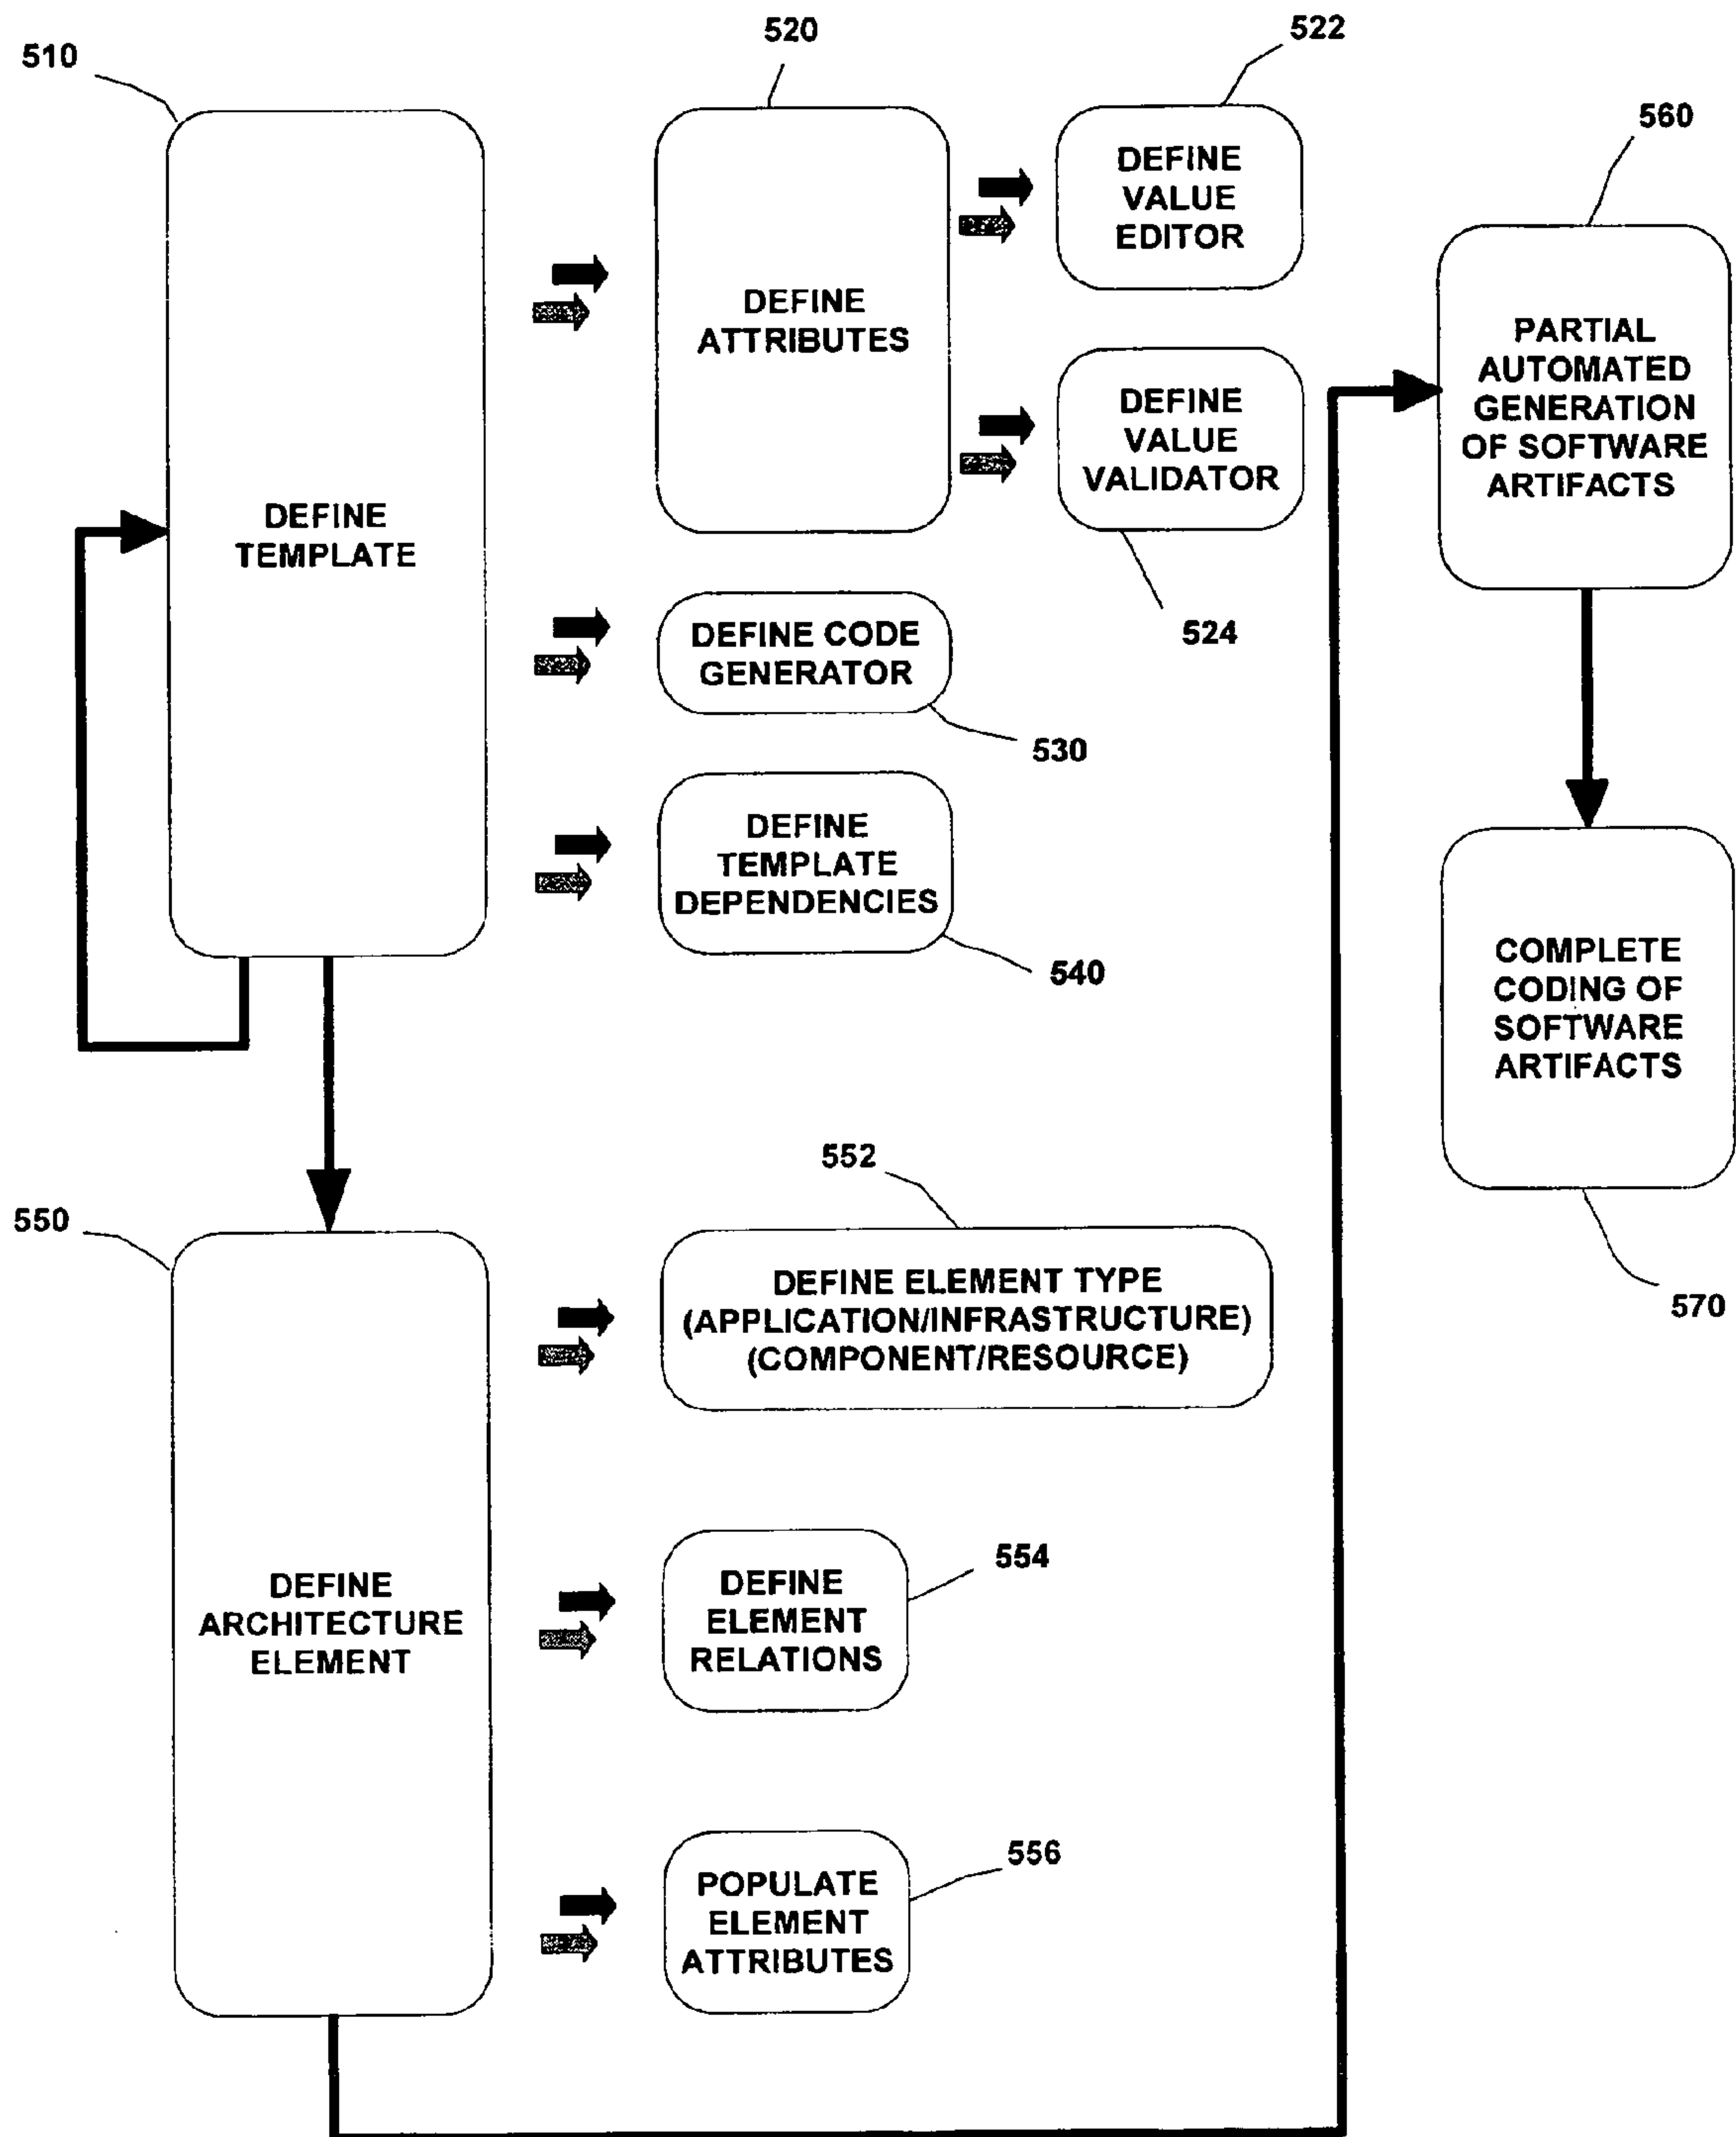 510
520
522
560
DEFINE
TEMPLATE
DEFINE
ATTRIBUTES
DEFINE
VALUE
EDITOR
DEFINE
VALUE
VALIDATOR
524
PARTIAL
AUTOMATED
GENERATION
OF SOFTWARE
ARTIFACTS
DEFINE CODE
GENERATOR
530
DEFINE
TEMPLATE
DEPENDENCIES
540
COMPLETE
CODING OF
SOFTWARE
ARTIFACTS
570
550
DEFINE
ARCHITECTURE
ELEMENT
552
DEFINE ELEMENT TYPE
(APPLICATION/INFRASTRUCTURE)
(COMPONENT/RESOURCE)
554
DEFINE
ELEMENT
RELATIONS
556
POPULATE
ELEMENT
ATTRIBUTES